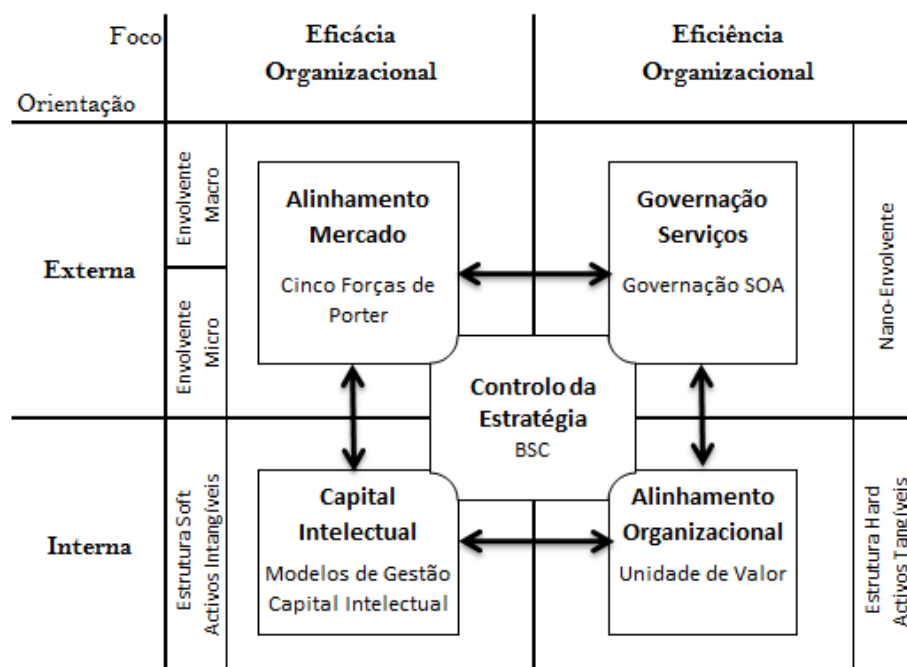 Foco
Eficácia
Organizacional
Eficiência
Organizacional
Orientação
Externa
Envolvente
Macro
Envolvente
Micro
Alinhamento
Mercado
Cinco Forças de
Porter
Governação
Serviços
Governação SOA
Nano-Envolvente
Controlo da
Estratégia
BSC
Interna
Estrutura Soft
Activos Intangíveis
Capital
Intelectual
Modelos de Gestão
Capital Intelectual
Alinhamento
Organizacional
Unidade de Valor
Estrutura Hard
Activos Tangíveis